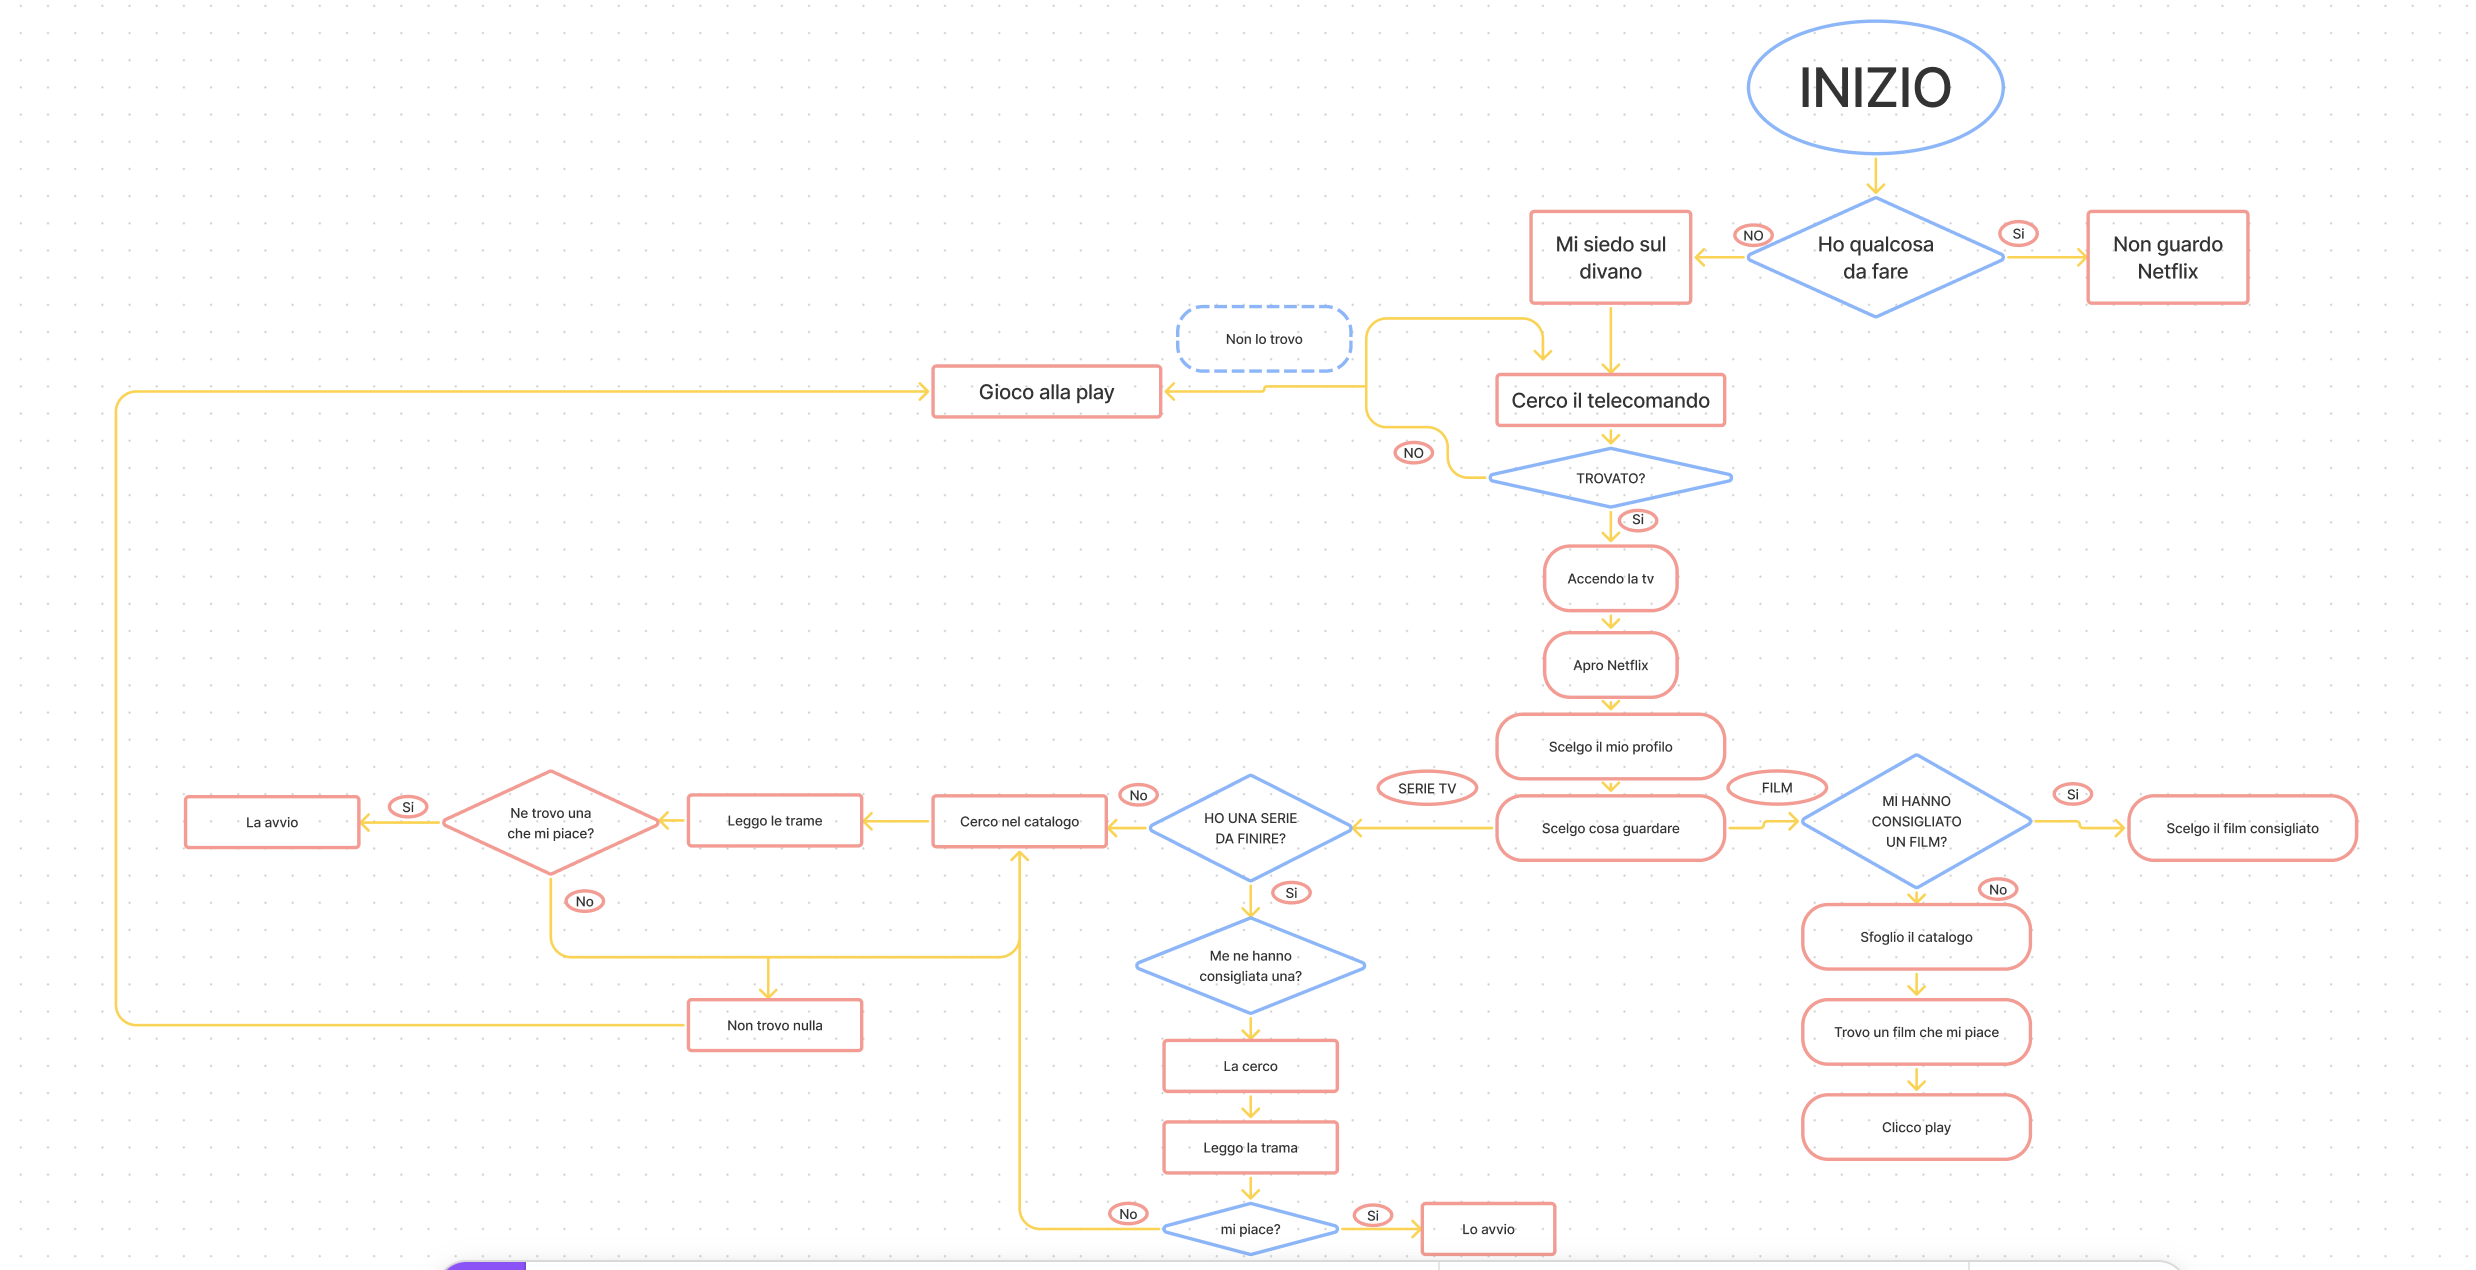 INIZIO
Ho qualcosa
da fare
NO
Si
Mi siedo sul
divano
Non guardo
Netflix
Non lo trovo
Gioco alla play
Cerco il telecomando
NO
TROVATO?
Si
Accendo la tv
Apro Netflix
Scelgo il mio profilo
SERIE TV
Scelgo cosa guardare
FILM
MI HANNO
CONSIGLIATO
UN FILM?
Si
Scelgo il film consigliato
No
Sfoglio il catalogo
Trovo un film che mi piace
Clicco play
HO UNA SERIE
DA FINIRE?
No
Cerco nel catalogo
Leggo le trame
Ne trovo una
che mi piace?
Si
La avvio
No
Non trovo nulla
Si
Me ne hanno
consigliata una?
La cerco
Leggo la trama
mi piace?
No
Si
Lo avvio